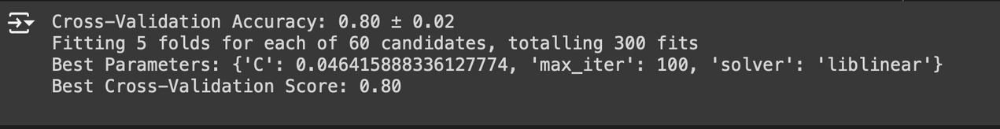 Cross-Validation Accuracy: 0.80 ± 0.02
Fitting 5 folds for each of 60 candidates, totalling 300 fits
Best Parameters: {'C': 0.046415888336127774, 'max_iter': 100, 'solver': 'liblinear'}
Best Cross-Validation Score: 0.80